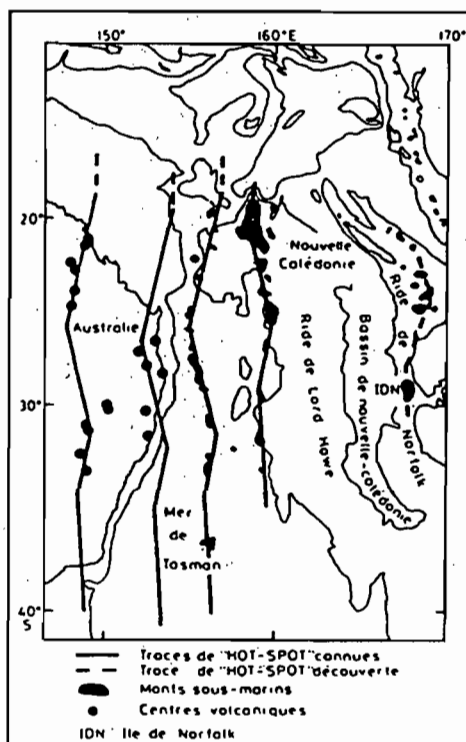 150°
160°E
170°
20°
Nouvelle
Calédonie
Australie
Ride de
Norfolk
Ride de Lord Howe
Bassin de nouvelle-calédonie
IDN
30°
Mer
de
Tasman
40°
S
Traces de "HOT-SPOT" connues
Trace de "HOT-SPOT" découverte
Monts sous-marins
Centres volcaniques
IDN Ile de Norfolk